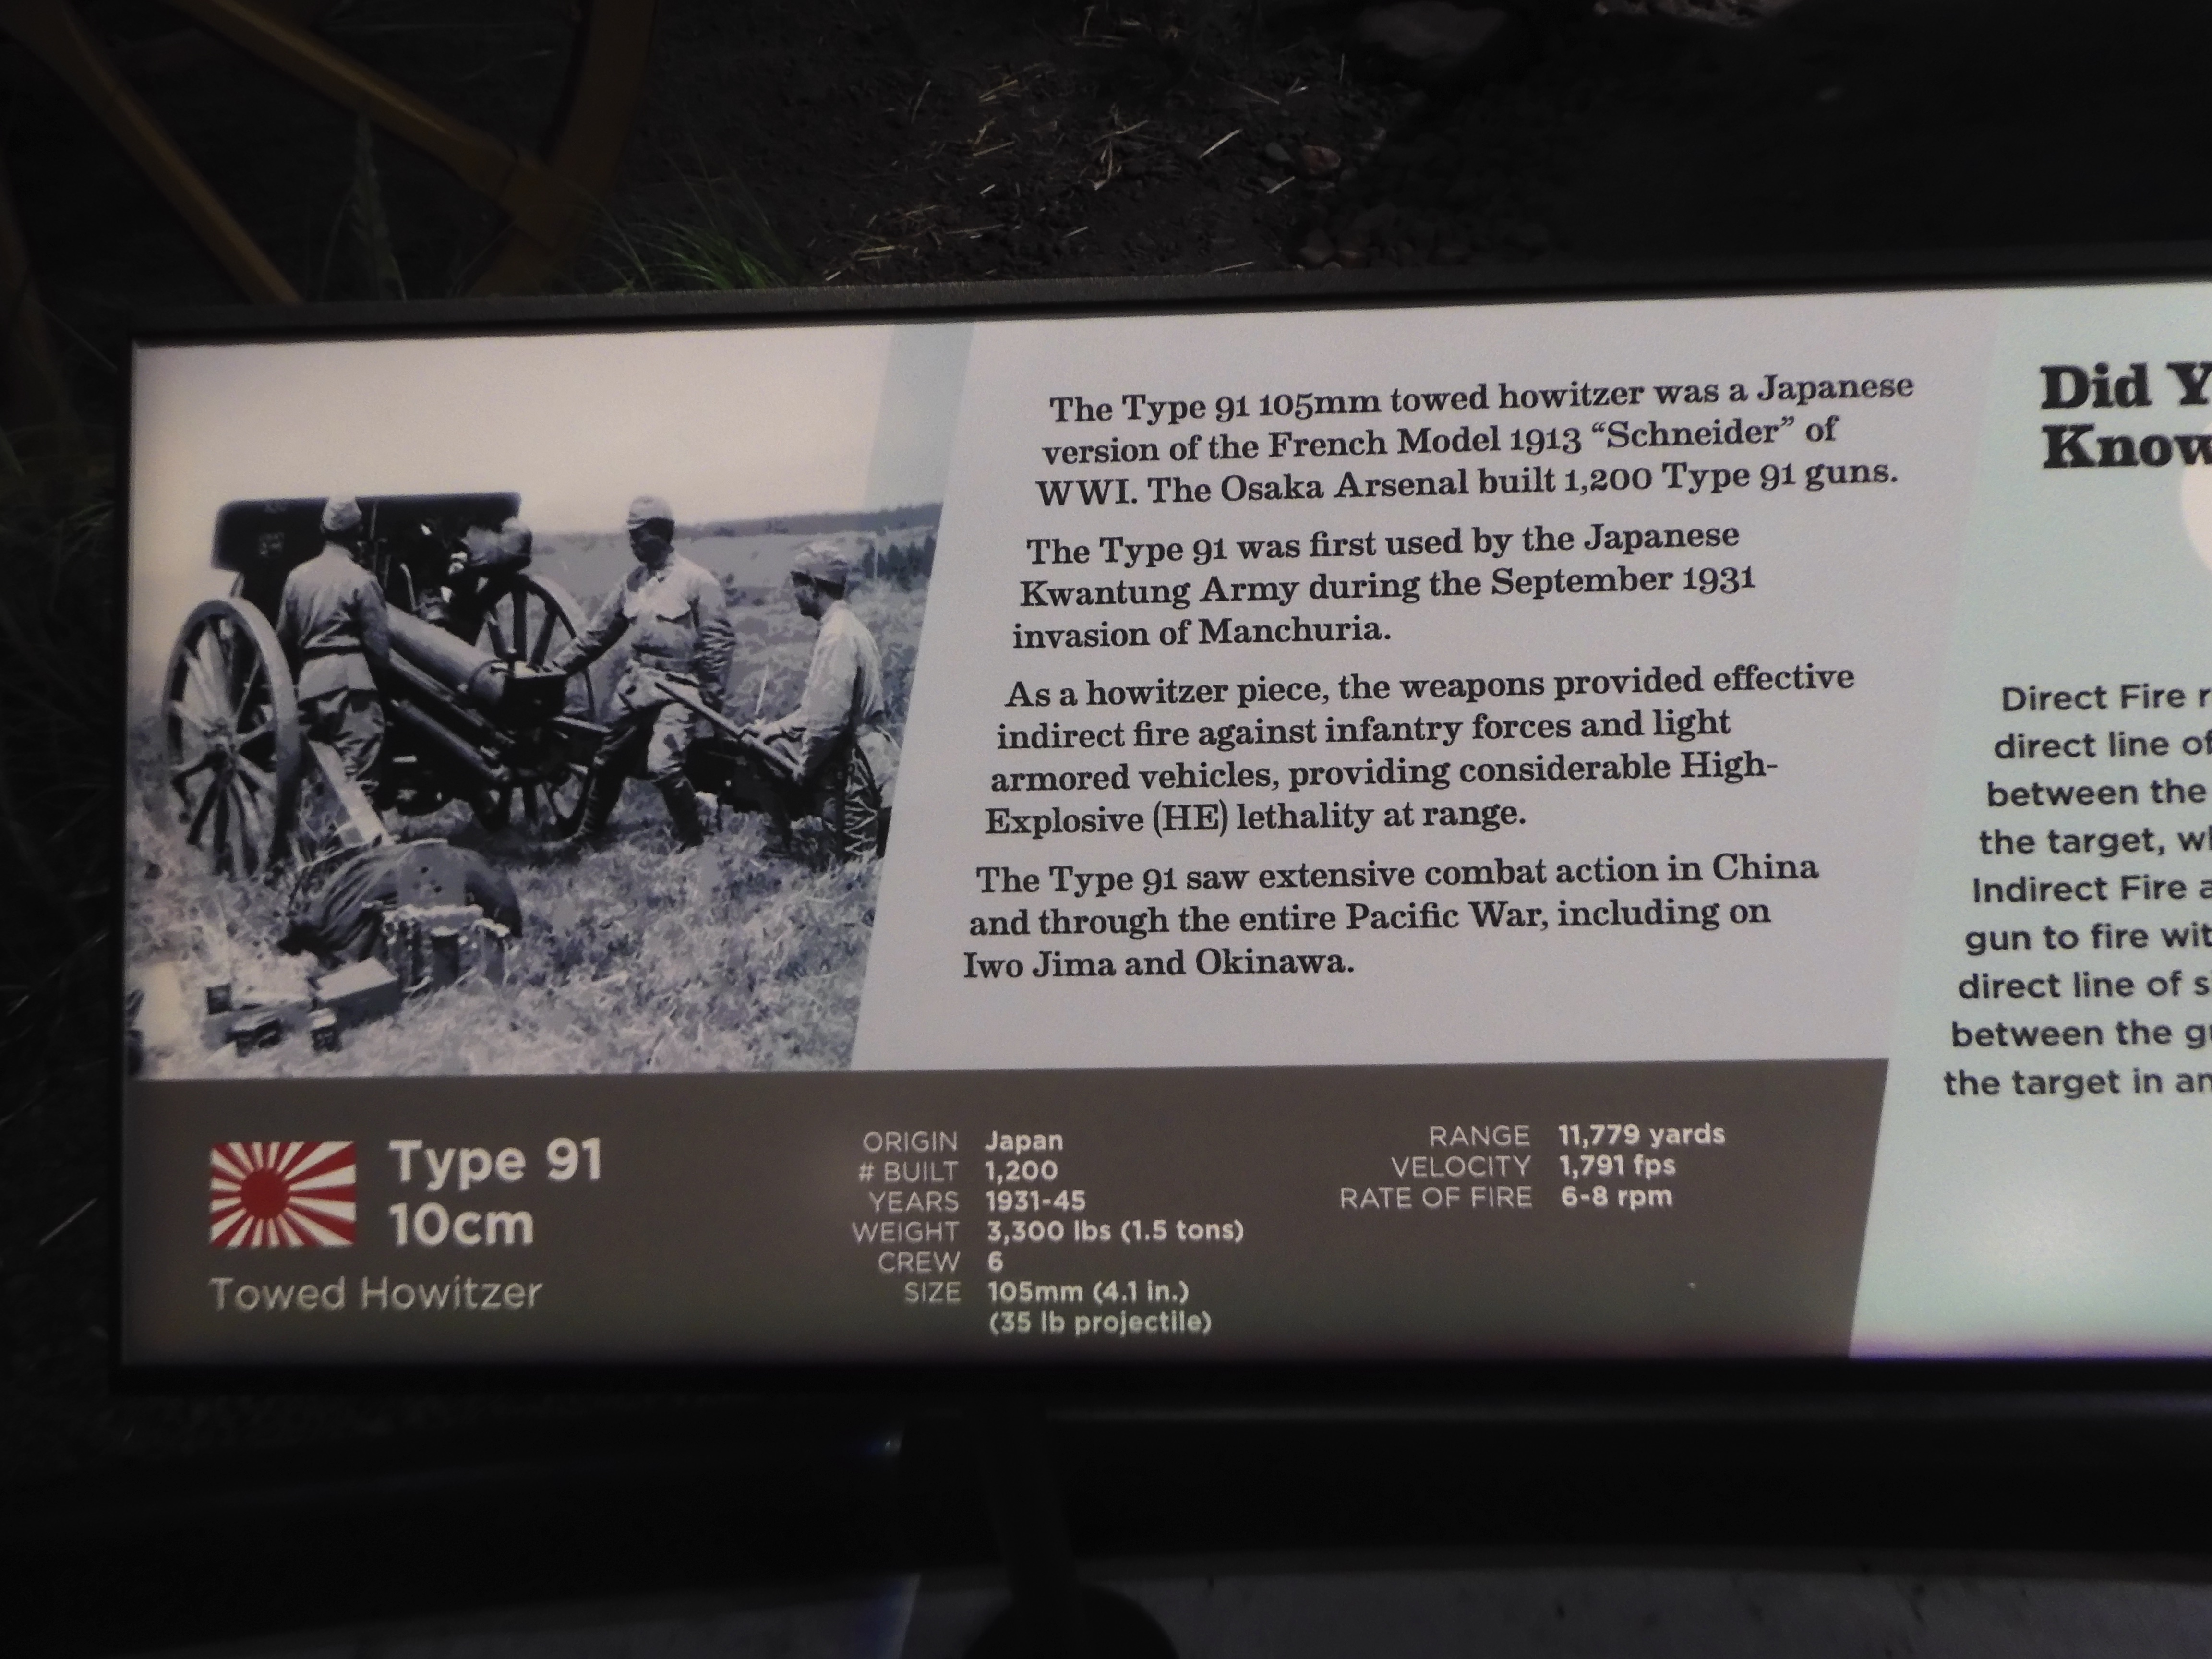 The Type 91 105mm towed howitzer was a Japanese
version of the French Model 1913 “Schneider” of
WWI. The Osaka Arsenal built 1,200 Type 91 guns.
The Type 91 was first used by the Japanese
Kwantung Army during the September 1931
invasion of Manchuria.
As a howitzer piece, the weapons provided effective
indirect fire against infantry forces and light
armored vehicles, providing considerable High-
Explosive (HE) lethality at range.
The Type 91 saw extensive combat action in China
and through the entire Pacific War, including on
Iwo Jima and Okinawa.
Type 91
10cm
Towed Howitzer
ORIGIN Japan
# BUILT 1,200
YEARS 1931-45
WEIGHT 3,300 lbs (1.5 tons)
CREW 6
SIZE 105mm (4.1 in.)
(35 lb projectile)
RANGE 11,779 yards
VELOCITY 1,791 fps
RATE OF FIRE 6-8 rpm
Did
Know
Direct Fire
direct line of
between the
the target,
Indirect Fire
gun to fire
direct line of
between the
the target in